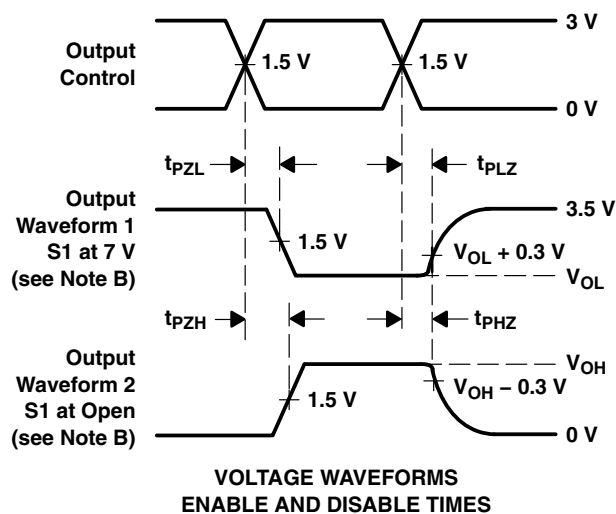 3 V
Output
Control
1.5 V
1.5 V
0 V
tPZL
tPLZ
Output
Waveform 1
S1 at 7 V
(see Note B)
3.5 V
1.5 V
VOL + 0.3 V
VOL
tPZH
tPHZ
Output
Waveform 2
S1 at Open
(see Note B)
VOH
VOH – 0.3 V
1.5 V
0 V
VOLTAGE WAVEFORMS
ENABLE AND DISABLE TIMES